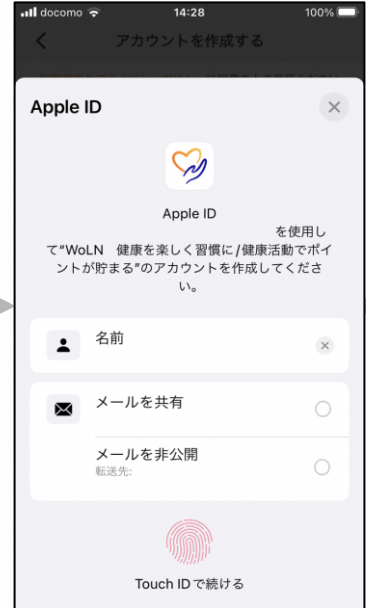 docomo 14:28 100%
アカウントを作成する
Apple ID
Apple ID
を使用し
て“WoLN 健康を楽しく習慣に/健康活動でポイ
ントが貯まる”のアカウントを作成してくださ
い。
名前
メールを共有
メールを非公開
転送先:
Touch IDで続ける